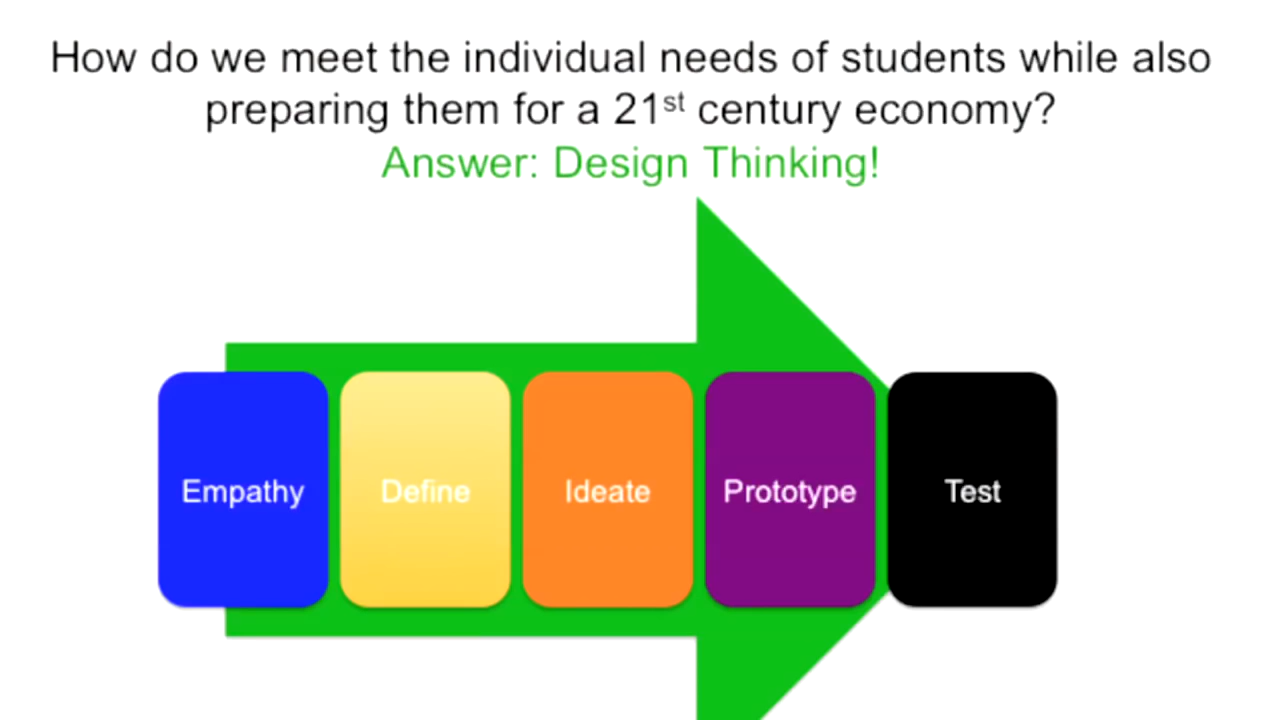 How do we meet the individual needs of students while also
preparing them for a 21st century economy?
Answer: Design Thinking!
Empathy
Define
Ideate
Prototype
Test